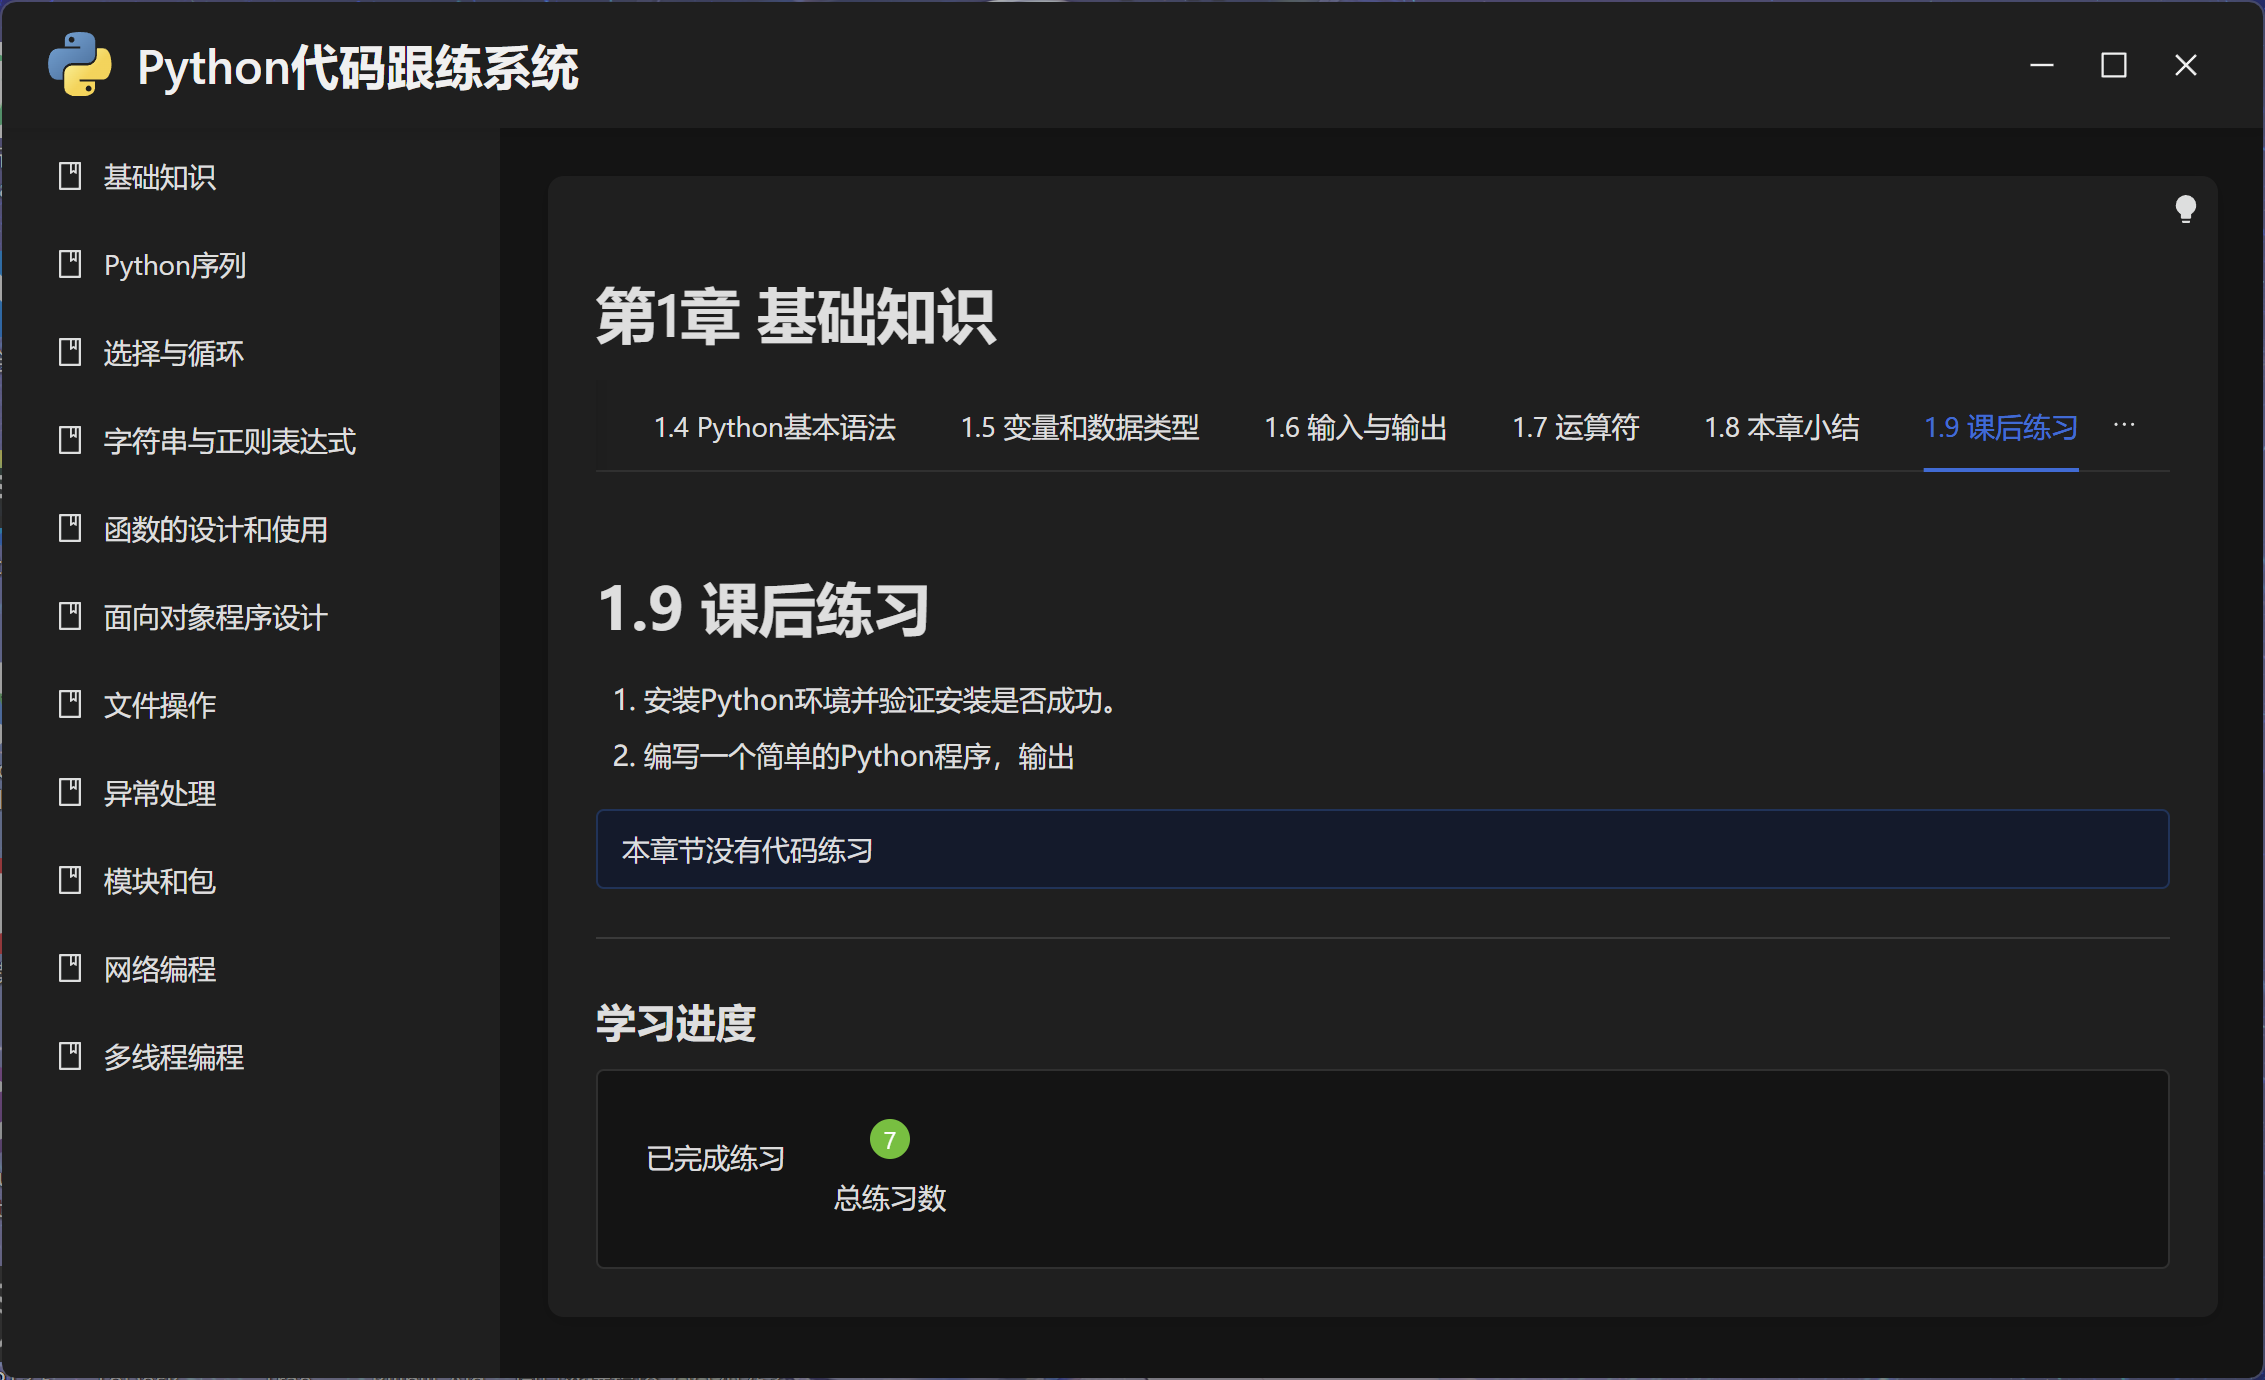 Python代码跟练系统
基础知识
Python序列
选择与循环
字符串与正则表达式
函数的设计和使用
面向对象程序设计
文件操作
异常处理
模块和包
网络编程
多线程编程
第1章 基础知识
1.4 Python基本语法 1.5 变量和数据类型 1.6 输入与输出 1.7 运算符 1.8 本章小结 1.9 课后练习 ···
1.9 课后练习
1. 安装Python环境并验证安装是否成功。
2. 编写一个简单的Python程序，输出
本章节没有代码练习
学习进度
已完成练习
7
总练习数